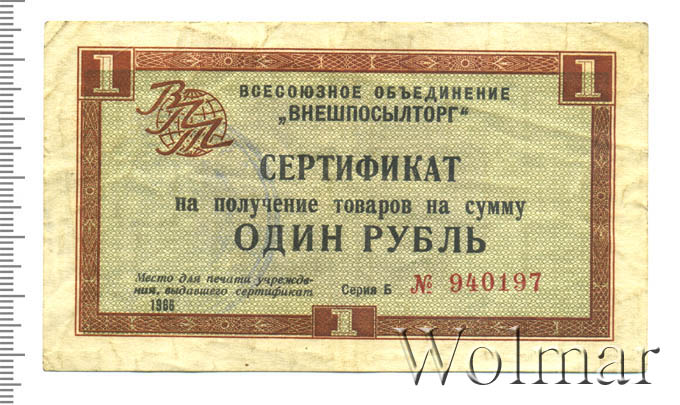 1 1
ВПТ
ВСЕСОЮЗНОЕ ОБЪЕДИНЕНИЕ
„ВНЕШПОСЫЛТОРГ“
СЕРТИФИКАТ
на получение товаров на сумму
ОДИН РУБЛЬ
Место для печати учрежде-
ния, выдавшего сертификат
1966
Серия Б № 940197
1
Wolmar